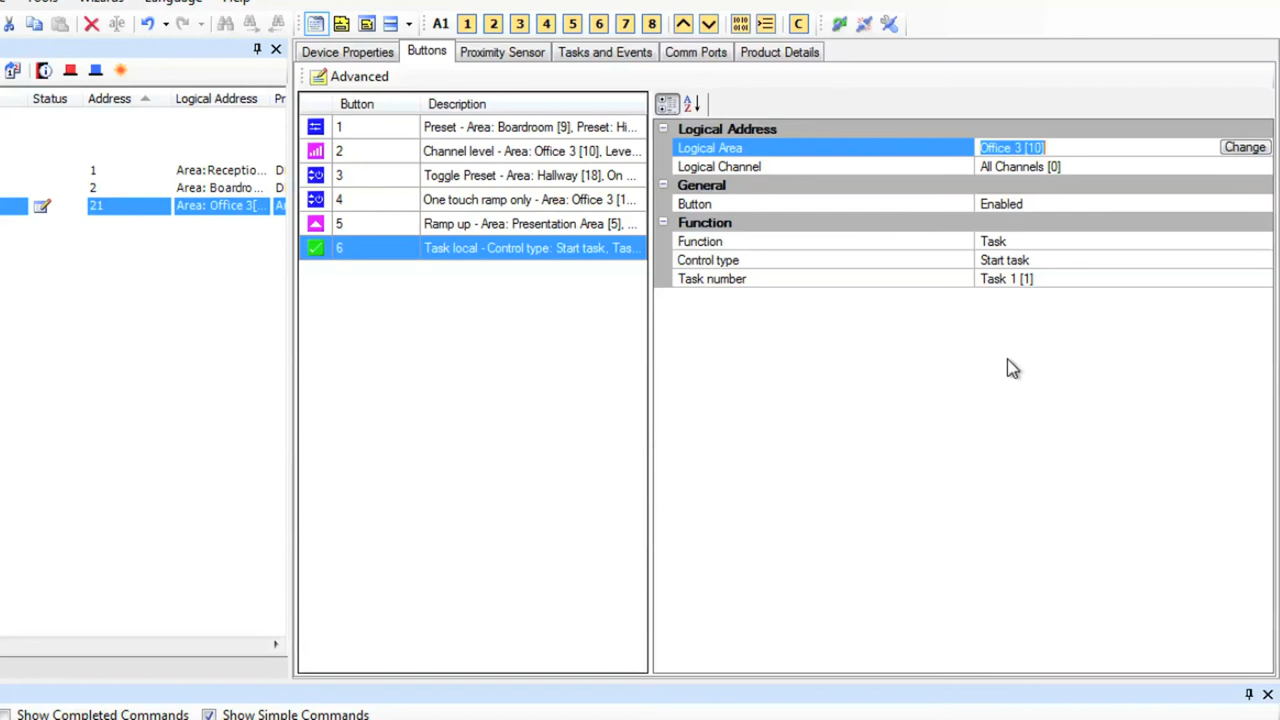 Tools Wizards Language Help
A1 1 2 3 4 5 6 7 8 C
Device Properties Buttons Proximity Sensor Tasks and Events Comm Ports Product Details
Advanced
Status Address Logical Address
1 Area:Receptio...
2 Area: Boardro...
21 Area: Office 3[...
Button Description
1 Preset - Area: Boardroom [9], Preset: Hi...
2 Channel level - Area: Office 3 [10], Leve...
3 Toggle Preset - Area: Hallway [18], On ...
4 One touch ramp only - Area: Office 3 [1...
5 Ramp up - Area: Presentation Area [5], ...
6 Task local - Control type: Start task, Tas...
Logical Address
Logical Area Office 3 [10] Change
Logical Channel All Channels [0]
General
Button Enabled
Function
Function Task
Control type Start task
Task number Task 1 [1]
Show Completed Commands Show Simple Commands